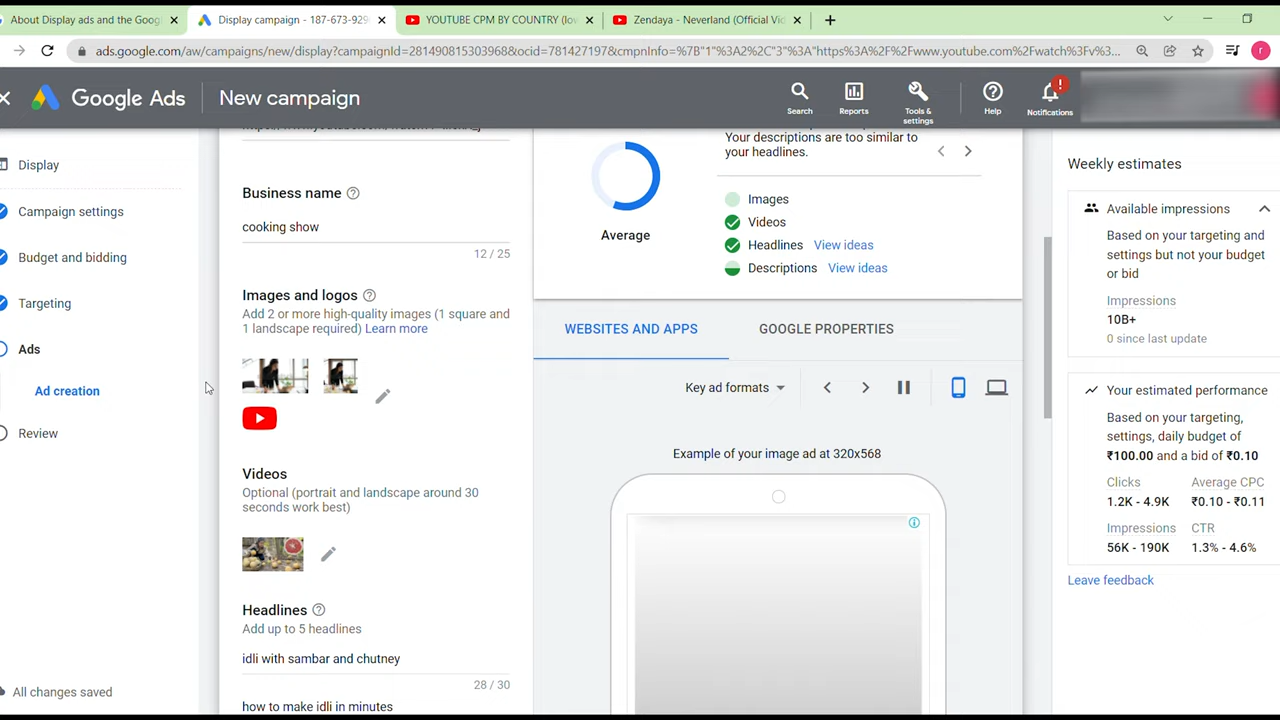 About Display ads and the Goog
Display campaign - 187-673-929
YOUTUBE CPM BY COUNTRY (low
Zendaya - Neverland (Official Vid
ads.google.com/aw/campaigns/new/display?campaignId=281490815303968&ocid=781427197&cmpnInfo=%7B"1"%3A2%2C"3"%3A"https%3A%2F%2Fwww.youtube.com%2Fwatch%3Fv%3...
Google Ads
New campaign
Search
Reports
Tools & settings
Help
Notifications
Display
Campaign settings
Budget and bidding
Targeting
Ads
Ad creation
Review
All changes saved
Business name
cooking show
12 / 25
Images and logos
Add 2 or more high-quality images (1 square and
1 landscape required) Learn more
Videos
Optional (portrait and landscape around 30
seconds work best)
Headlines
Add up to 5 headlines
idli with sambar and chutney
28 / 30
how to make idli in minutes
Your descriptions are too similar to
your headlines.
Average
Images
Videos
Headlines View ideas
Descriptions View ideas
WEBSITES AND APPS
GOOGLE PROPERTIES
Key ad formats
Example of your image ad at 320x568
Weekly estimates
Available impressions
Based on your targeting and
settings but not your budget
or bid
Impressions
10B+
0 since last update
Your estimated performance
Based on your targeting,
settings, daily budget of
₹100.00 and a bid of ₹0.10
Clicks Average CPC
1.2K - 4.9K ₹0.10 - ₹0.11
Impressions CTR
56K - 190K 1.3% - 4.6%
Leave feedback